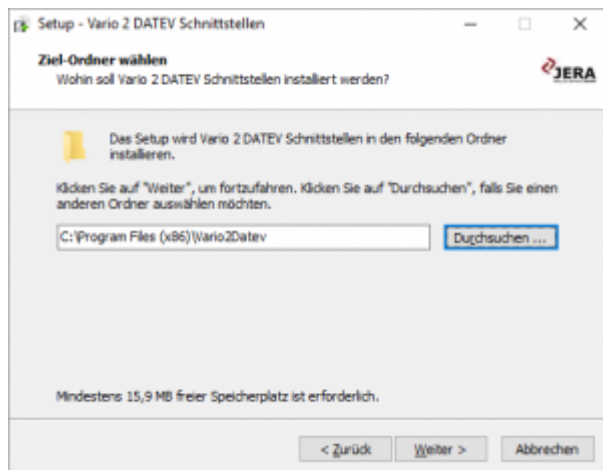 Setup - Vario 2 DATEV Schnittstellen
Ziel-Ordner wählen
Wohin soll Vario 2 DATEV Schnittstellen installiert werden?
JERA
Das Setup wird Vario 2 DATEV Schnittstellen in den folgenden Ordner
installieren.
Klicken Sie auf "Weiter", um fortzufahren. Klicken Sie auf "Durchsuchen", falls Sie einen
anderen Ordner auswählen möchten.
C:\Program Files (x86)\Vario2Datev
Durchsuchen ...
Mindestens 15,9 MB freier Speicherplatz ist erforderlich.
< Zurück
Weiter >
Abbrechen